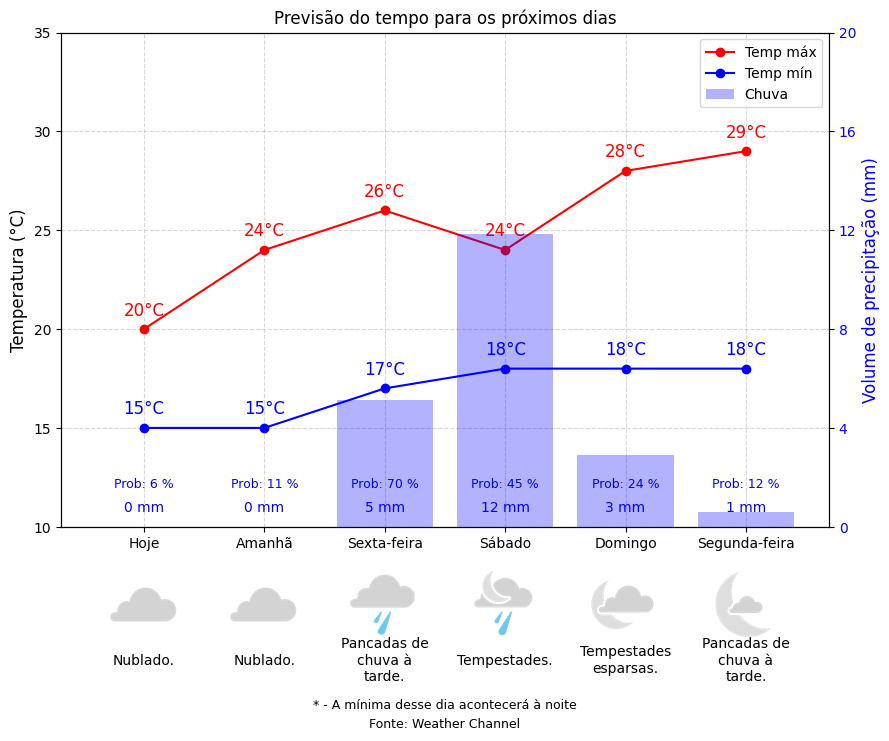 Previsão do tempo para os próximos dias
Temp máx
Temp mín
Chuva
Temperatura (°C)
Volume de precipitação (mm)
35
30
25
20
15
10
20
16
12
8
4
0
20°C
24°C
26°C
24°C
28°C
29°C
15°C
15°C
17°C
18°C
18°C
18°C
Prob: 6 %
Prob: 11 %
Prob: 70 %
Prob: 45 %
Prob: 24 %
Prob: 12 %
0 mm
0 mm
5 mm
12 mm
3 mm
1 mm
Hoje
Amanhã
Sexta-feira
Sábado
Domingo
Segunda-feira
Nublado.
Nublado.
Pancadas de
chuva à
tarde.
Tempestades.
Tempestades
esparsas.
Pancadas de
chuva à
tarde.
* - A mínima desse dia acontecerá à noite
Fonte: Weather Channel